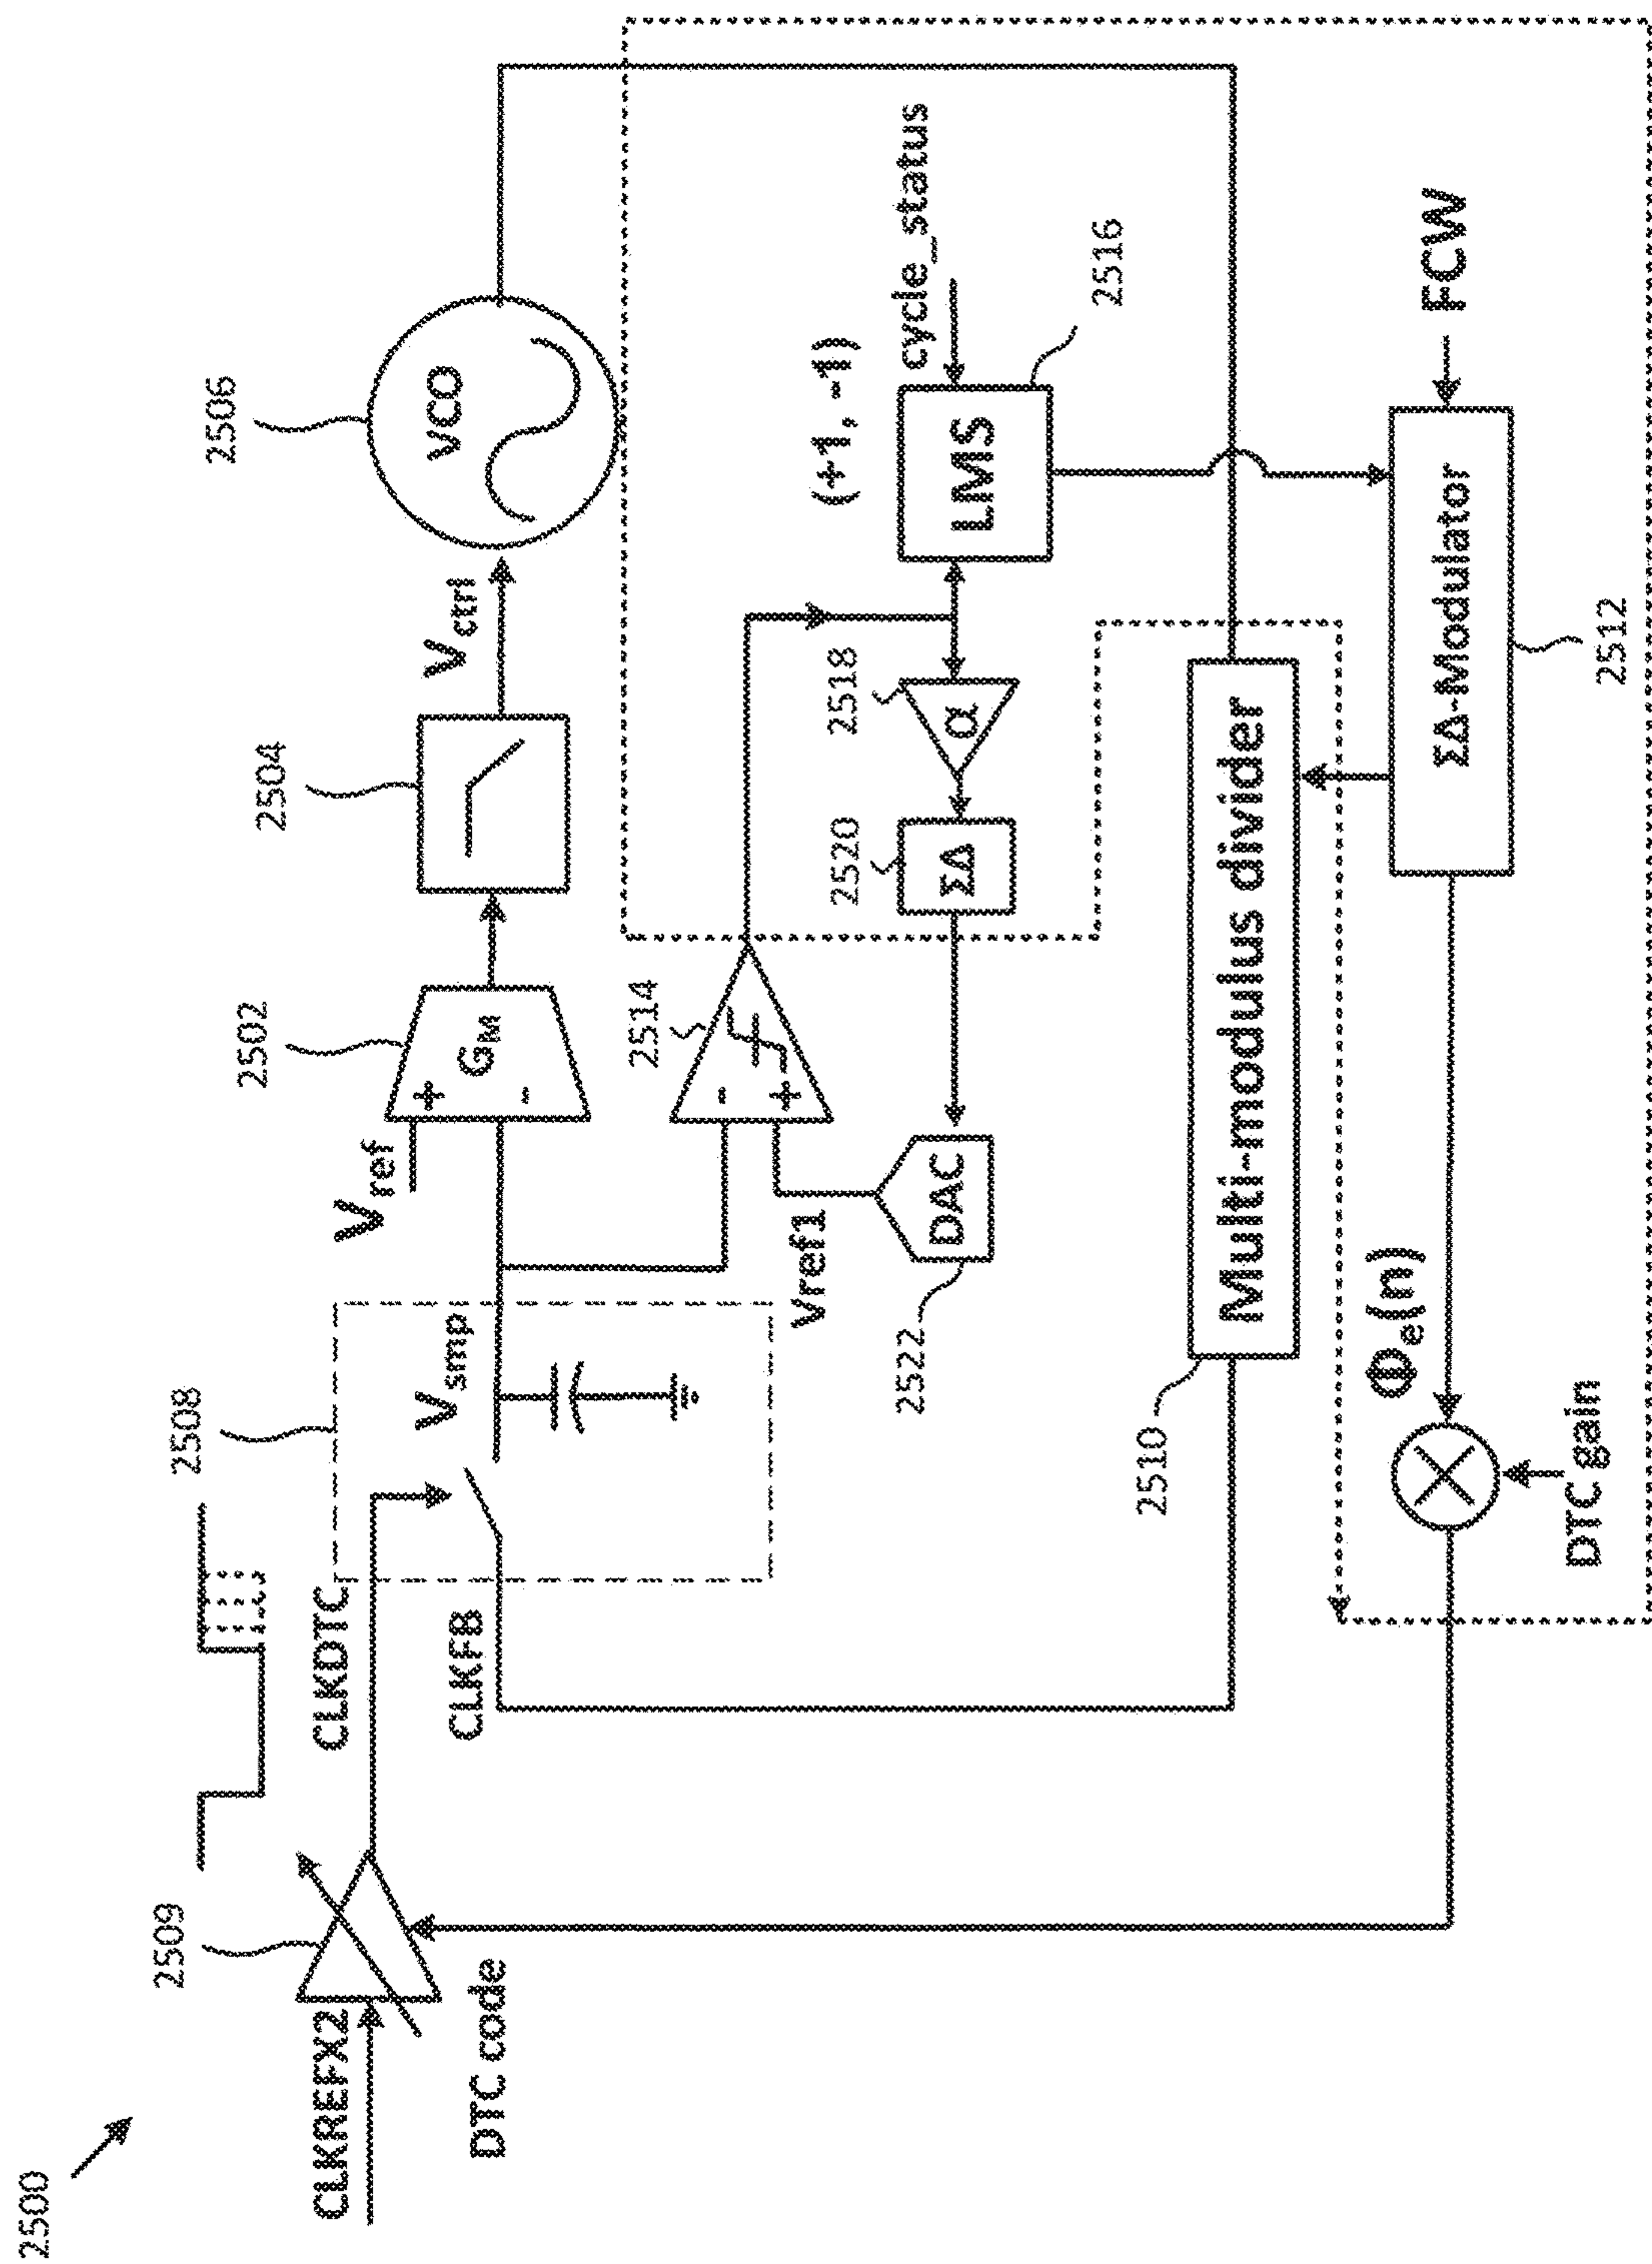 2500
2509
2508
2502
2504
2506
CLKREFX2
DTC code
CLKDTC
CLKFB
Vsmp
Vref
+
GM
-
Vctrl
VCO
2514
-
+
Vref1
DAC
2522
2520
ΣΔ
2518
α
(+1, -1)
cycle_status
LMS
2516
2510
Multi-modulus divider
Φe(n)
DTC gain
ΣΔ-Modulator
FCW
2512